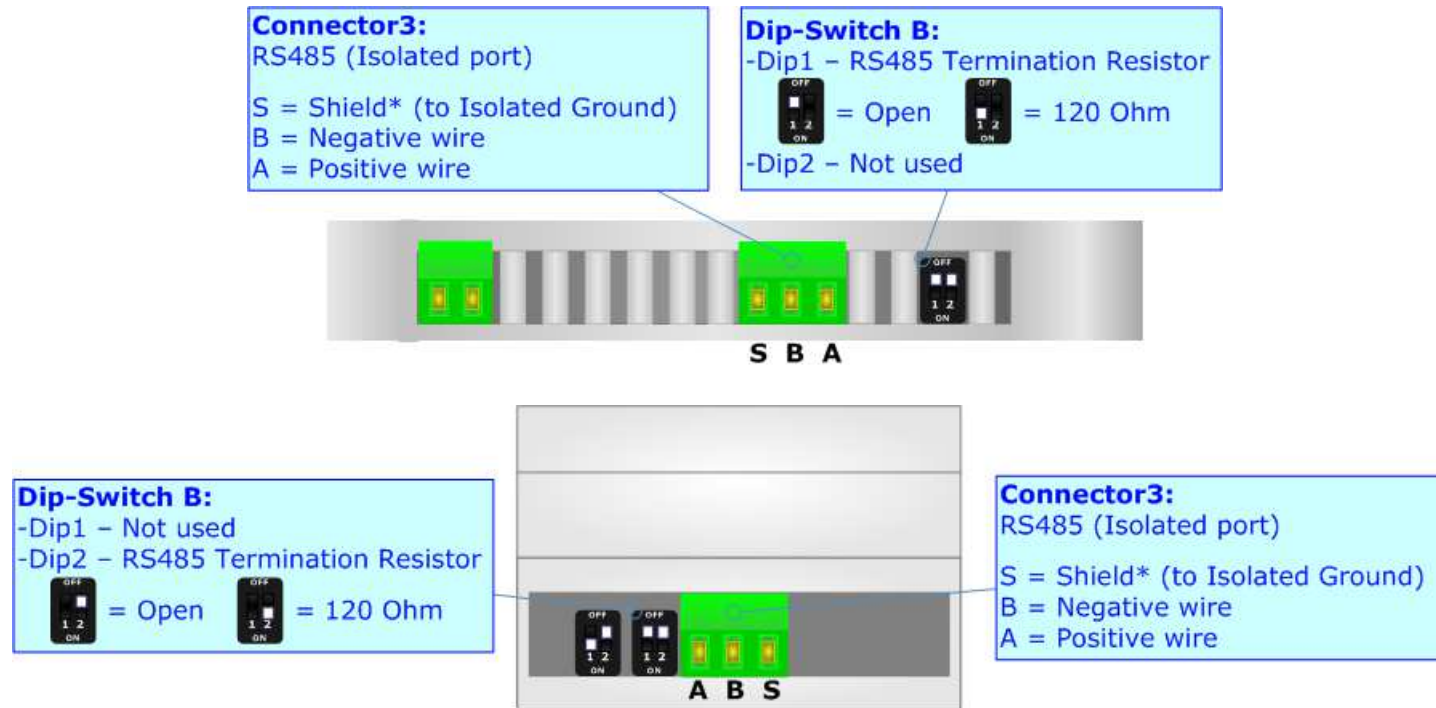 Connector3:
RS485 (Isolated port)
S = Shield* (to Isolated Ground)
B = Negative wire
A = Positive wire
Dip-Switch B:
-Dip1 – RS485 Termination Resistor
OFF
1 2
ON
= Open
OFF
1 2
ON
= 120 Ohm
-Dip2 – Not used
OFF
1 2
ON
S B A
Dip-Switch B:
-Dip1 – Not used
-Dip2 – RS485 Termination Resistor
OFF
1 2
ON
= Open
OFF
1 2
ON
= 120 Ohm
OFF
1 2
ON
OFF
1 2
ON
A B S
Connector3:
RS485 (Isolated port)
S = Shield* (to Isolated Ground)
B = Negative wire
A = Positive wire